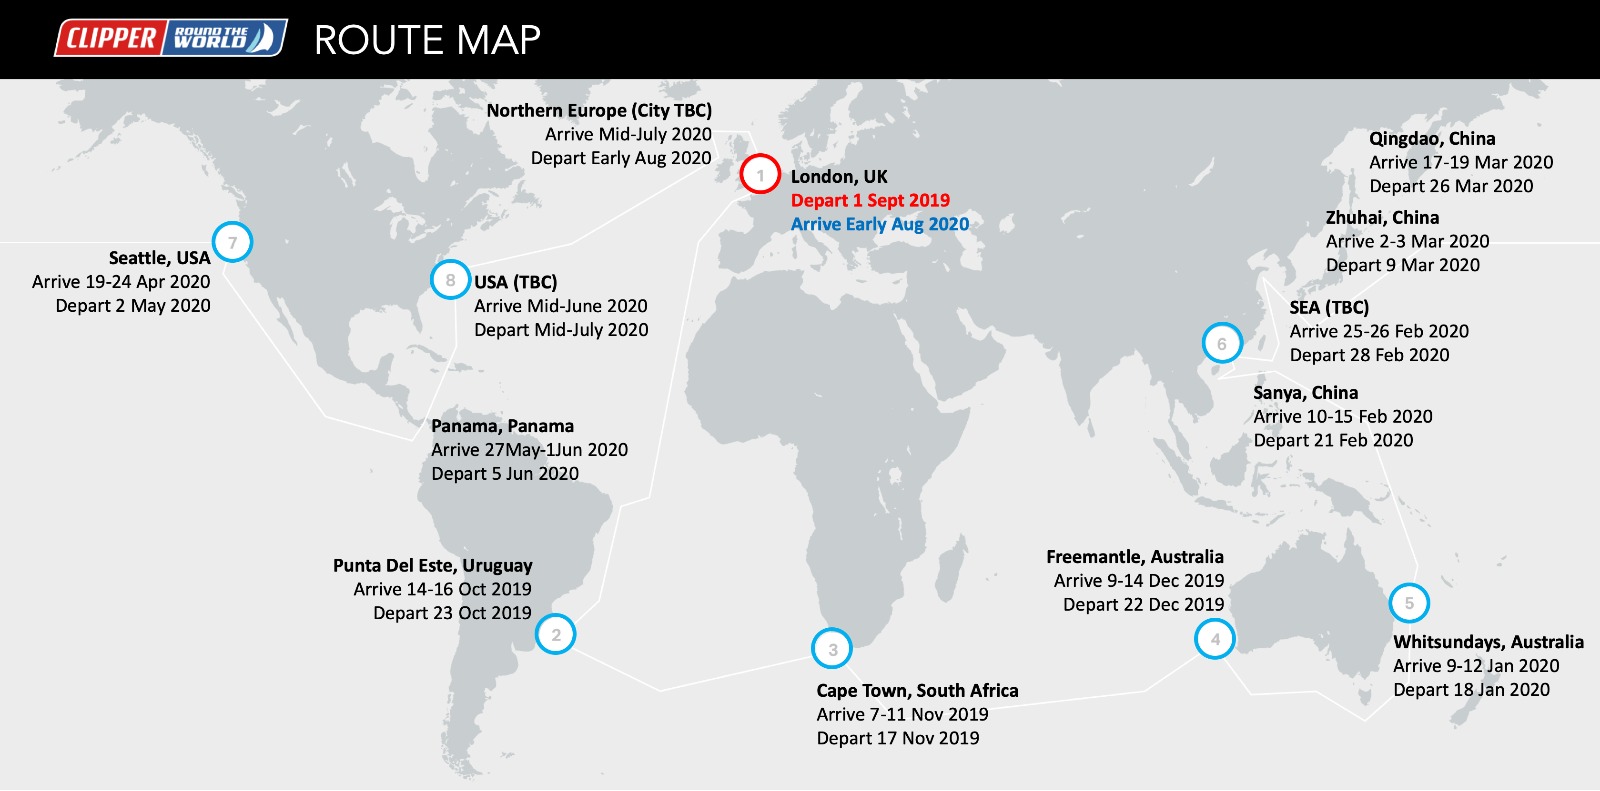 CLIPPER ROUND THE WORLD ROUTE MAP
Northern Europe (City TBC)
Arrive Mid-July 2020
Depart Early Aug 2020
1
London, UK
Depart 1 Sept 2019
Arrive Early Aug 2020
Qingdao, China
Arrive 17-19 Mar 2020
Depart 26 Mar 2020
Zhuhai, China
Arrive 2-3 Mar 2020
Depart 9 Mar 2020
7
Seattle, USA
Arrive 19-24 Apr 2020
Depart 2 May 2020
8
USA (TBC)
Arrive Mid-June 2020
Depart Mid-July 2020
SEA (TBC)
Arrive 25-26 Feb 2020
Depart 28 Feb 2020
6
Sanya, China
Arrive 10-15 Feb 2020
Depart 21 Feb 2020
Panama, Panama
Arrive 27May-1Jun 2020
Depart 5 Jun 2020
Punta Del Este, Uruguay
Arrive 14-16 Oct 2019
Depart 23 Oct 2019
2
3
Cape Town, South Africa
Arrive 7-11 Nov 2019
Depart 17 Nov 2019
Freemantle, Australia
Arrive 9-14 Dec 2019
Depart 22 Dec 2019
4
5
Whitsundays, Australia
Arrive 9-12 Jan 2020
Depart 18 Jan 2020